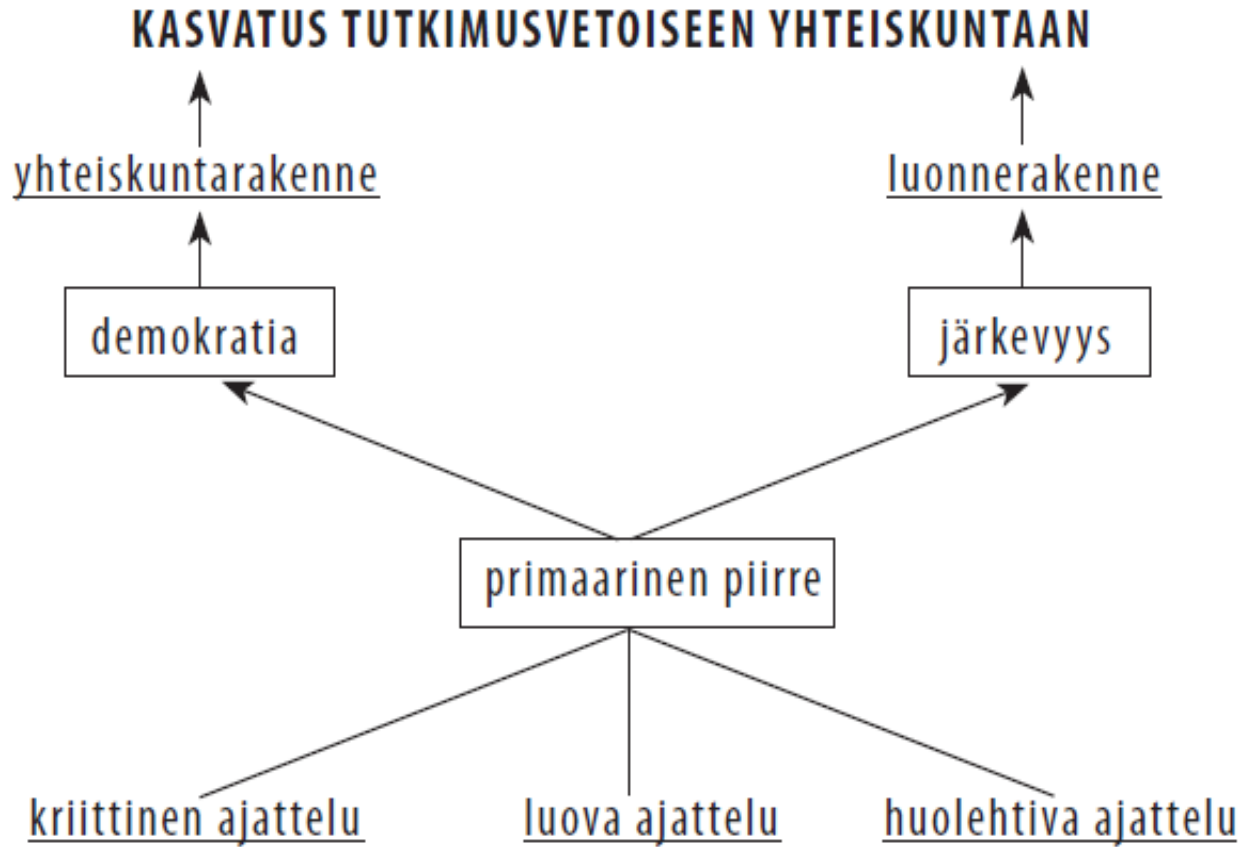 KASVATUS TUTKIMUSVETOISEEN YHTEISKUNTAAN
yhteiskuntarakenne
luonnerakenne
demokratia
järkevyys
primaarinen piirre
kriittinen ajattelu
luova ajattelu
huolehtiva ajattelu